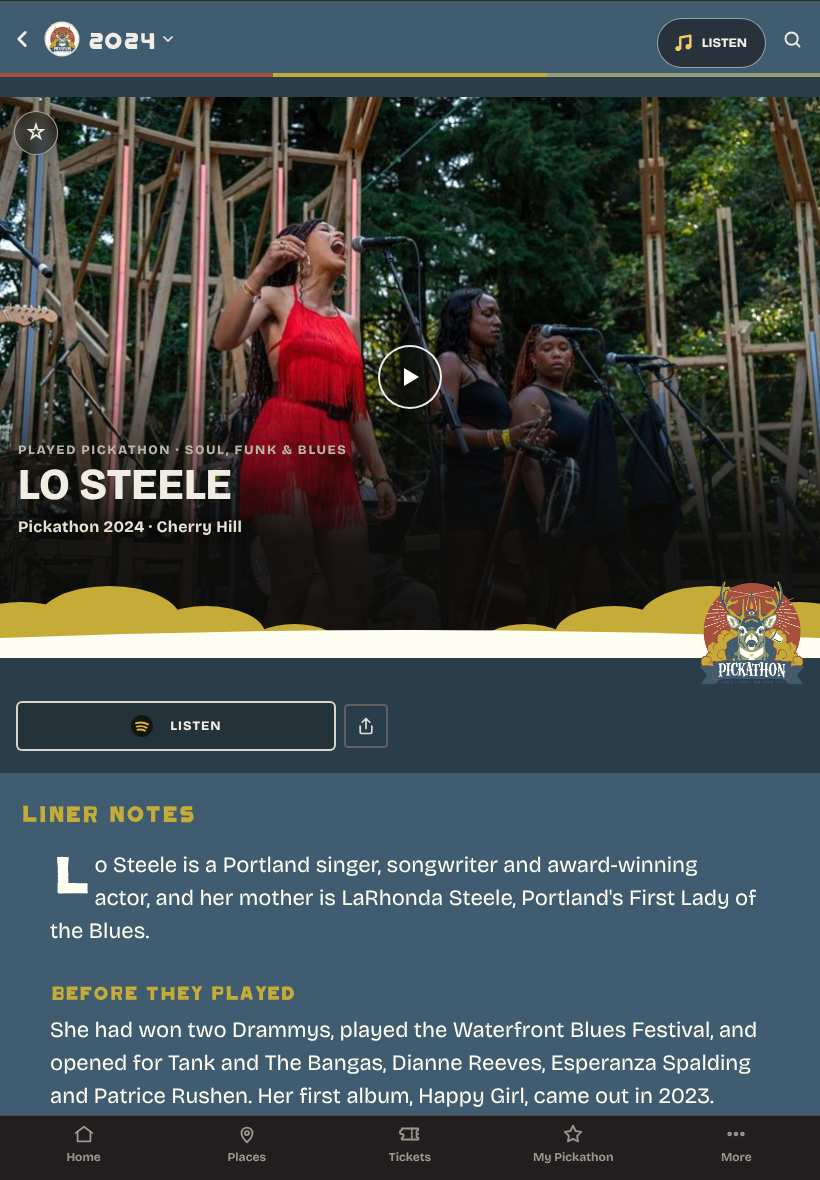 2024
LISTEN
PLAYED PICKATHON · SOUL, FUNK & BLUES
LO STEELE
Pickathon 2024 · Cherry Hill
PICKATHON
LISTEN
LINER NOTES
Lo Steele is a Portland singer, songwriter and award-winning
actor, and her mother is LaRhonda Steele, Portland's First Lady of
the Blues.
BEFORE THEY PLAYED
She had won two Drammys, played the Waterfront Blues Festival, and
opened for Tank and The Bangas, Dianne Reeves, Esperanza Spalding
and Patrice Rushen. Her first album, Happy Girl, came out in 2023.
Home
Places
Tickets
My Pickathon
More